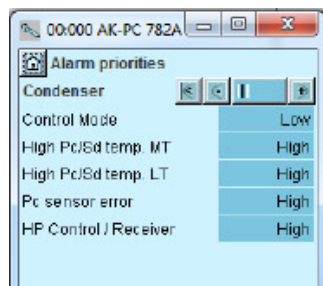 00:000 AK-PC 782A
Alarm priorities
Condenser
Control Mode Low
High Pc/Sd temp. MT High
High Pc/Sd temp. LT High
Pc sensor error High
HP Control / Receiver High